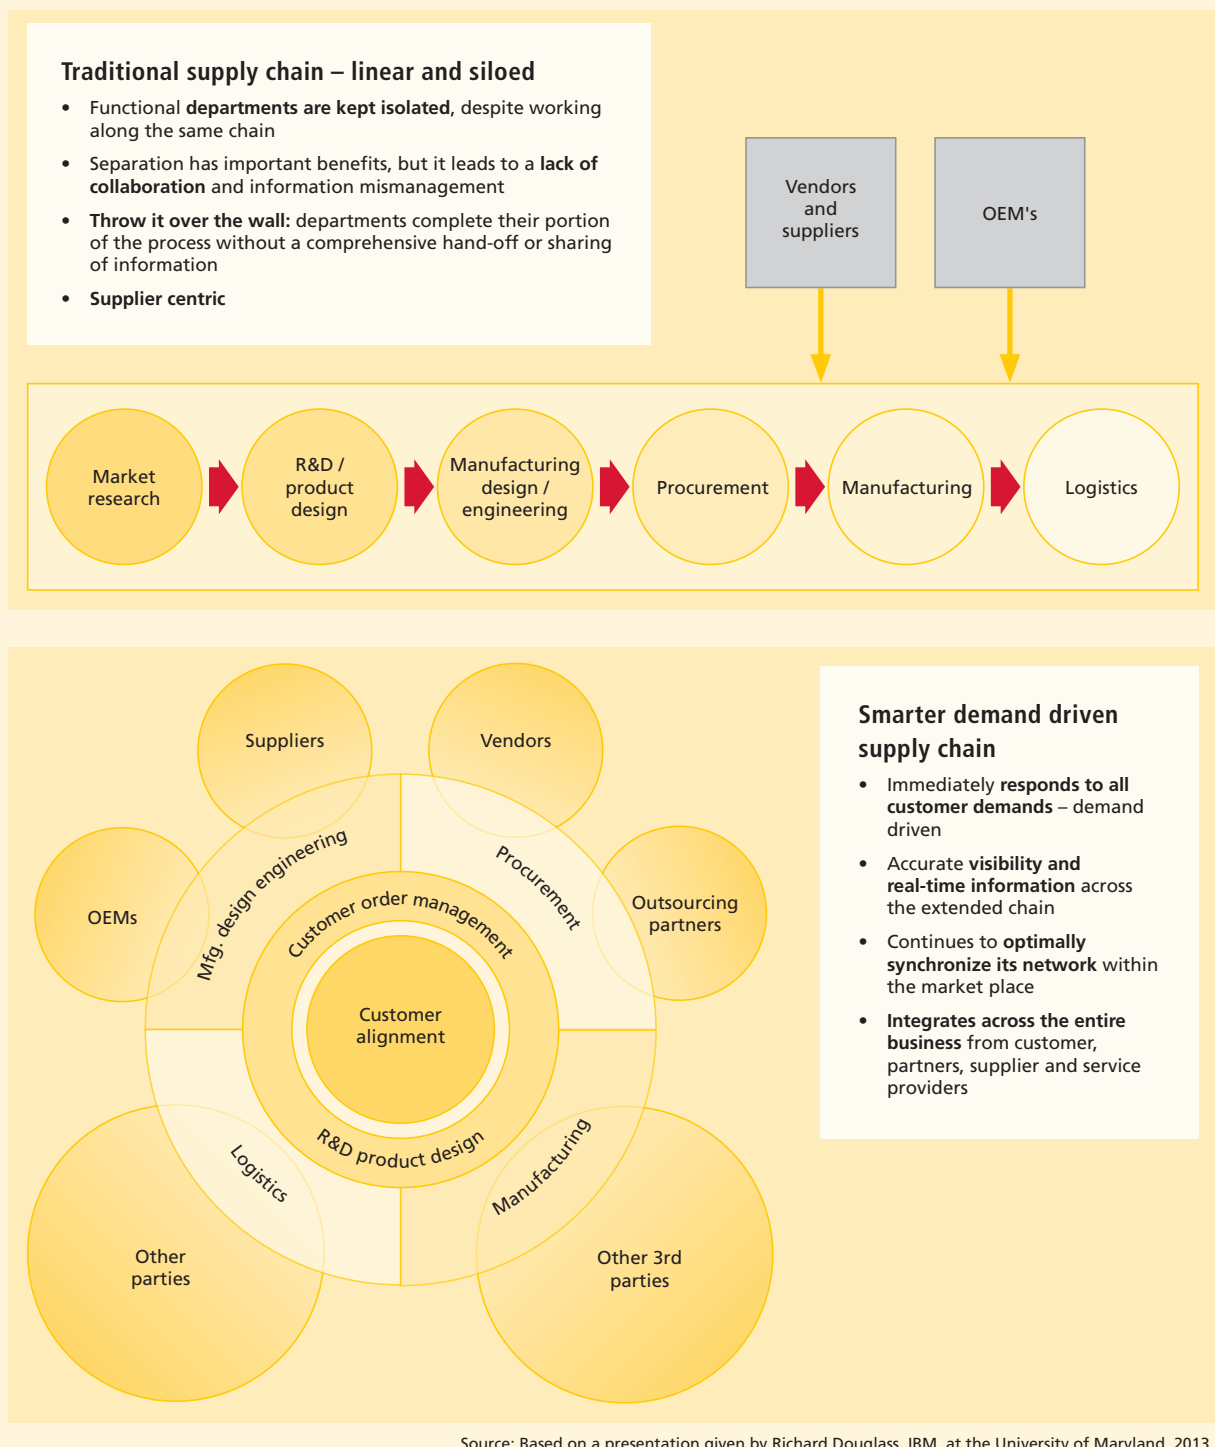 Traditional supply chain – linear and siloed
• Functional departments are kept isolated, despite working
along the same chain
• Separation has important benefits, but it leads to a lack of
collaboration and information mismanagement
• Throw it over the wall: departments complete their portion
of the process without a comprehensive hand-off or sharing
of information
• Supplier centric
Vendors
and
suppliers
OEM's
Market
research
R&D /
product
design
Manufacturing
design /
engineering
Procurement
Manufacturing
Logistics
Suppliers
Vendors
OEMs
Outsourcing
partners
Mfg. design engineering
Procurement
Customer order management
Customer
alignment
R&D product design
Logistics
Manufacturing
Other
parties
Other 3rd
parties
Smarter demand driven
supply chain
• Immediately responds to all
customer demands – demand
driven
• Accurate visibility and
real-time information across
the extended chain
• Continues to optimally
synchronize its network within
the market place
• Integrates across the entire
business from customer,
partners, supplier and service
providers
Source: Based on a presentation given by Richard Douglass, IBM, at the University of Maryland, 2013